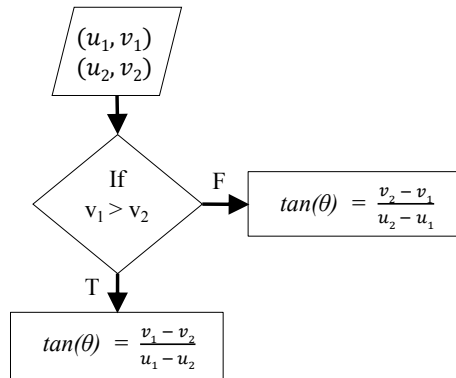 (u₁, v₁)
(u₂, v₂)
If
v₁ > v₂
F
tan(θ) = (v₂ − v₁)/(u₂ − u₁)
T
tan(θ) = (v₁ − v₂)/(u₁ − u₂)